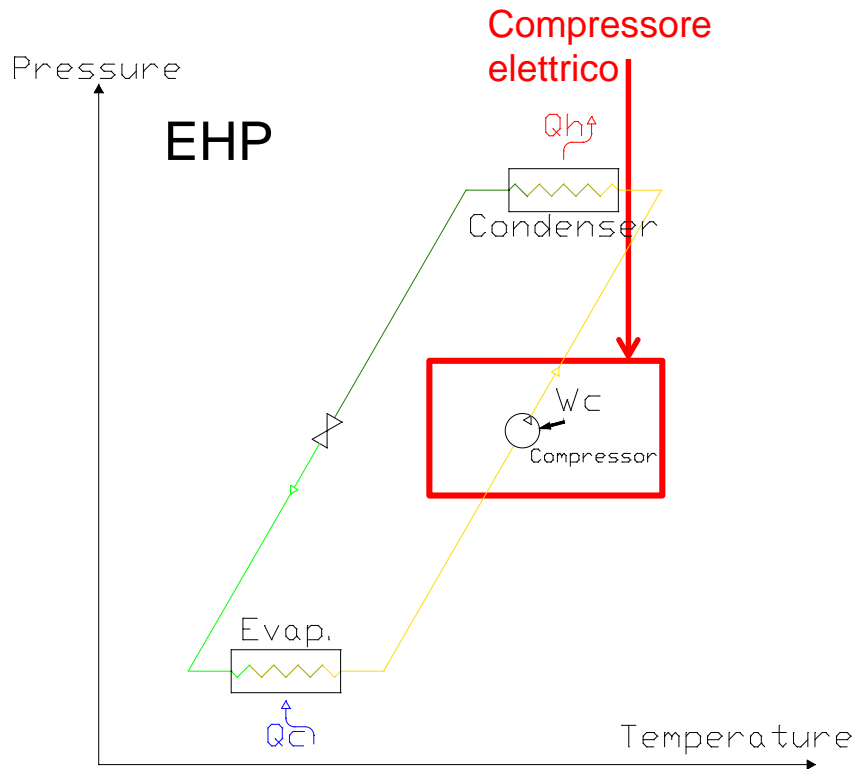 Compressore
elettrico
Pressure
EHP
Qh
Condenser
Wc
Compressor
Evap.
Qc
Temperature